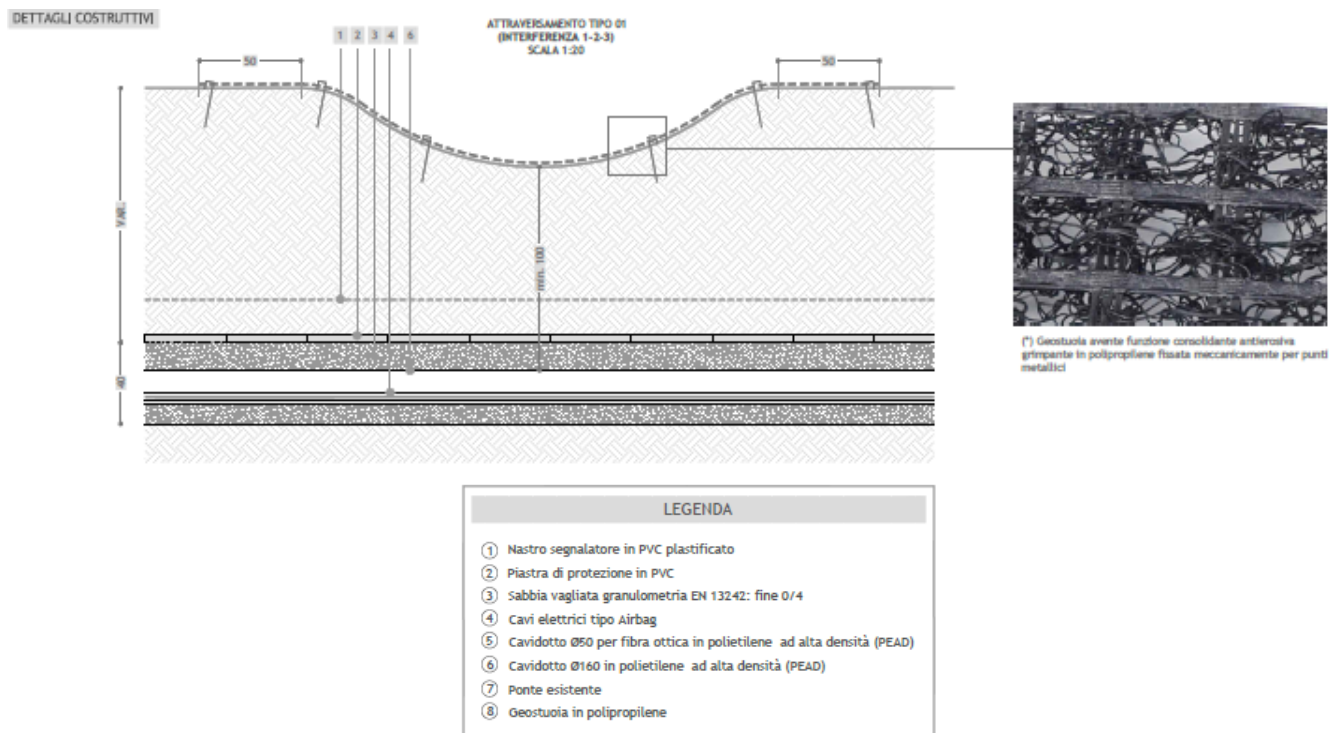 DETTAGLI COSTRUTTIVI
ATTRAVERSAMENTO TIPO 01
(INTERFERENZA 1-2-3)
SCALA 1:20
1 2 3 4 6
50
50
VAR.
min. 100
40
(*) Geostuola avente funzione consolidante antierosiva
grimpante in polipropilene fissata meccanicamente per punti
metallici
LEGENDA
1 Nastro segnalatore in PVC plastificato
2 Piastra di protezione in PVC
3 Sabbia vagliata granulometria EN 13242: fine 0/4
4 Cavi elettrici tipo Airbag
5 Cavidotto Ø50 per fibra ottica in polietilene ad alta densità (PEAD)
6 Cavidotto Ø160 in polietilene ad alta densità (PEAD)
7 Ponte esistente
8 Geostuoia in polipropilene